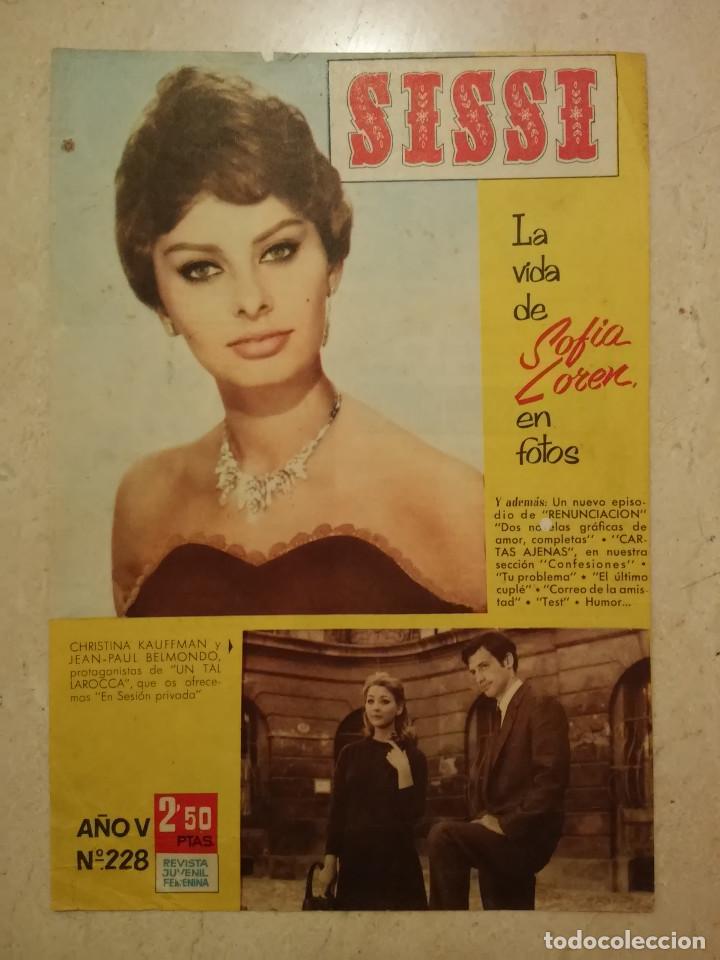 SISSI
La
vida
de
Sofia
Loren,
en
fotos
Y además: Un nuevo episo-
dio de "RENUNCIACION"
"Dos novelas gráficas de
amor, completas" • "CAR-
TAS AJENAS", en nuestra
sección "Confesiones" •
"Tu problema" • "El último
cuplé" • "Correo de la amis-
tad" • "Test" • Humor...
CHRISTINA KAUFFMAN y
JEAN-PAUL BELMONDO,
protagonistas de "UN TAL
LAROCCA", que os ofrece-
mos "En Sesión privada"
AÑO V
Nº.228
2'50
PTAS.
REVISTA
JUVENIL
FEMENINA
todocoleccion
todocoleccion.net